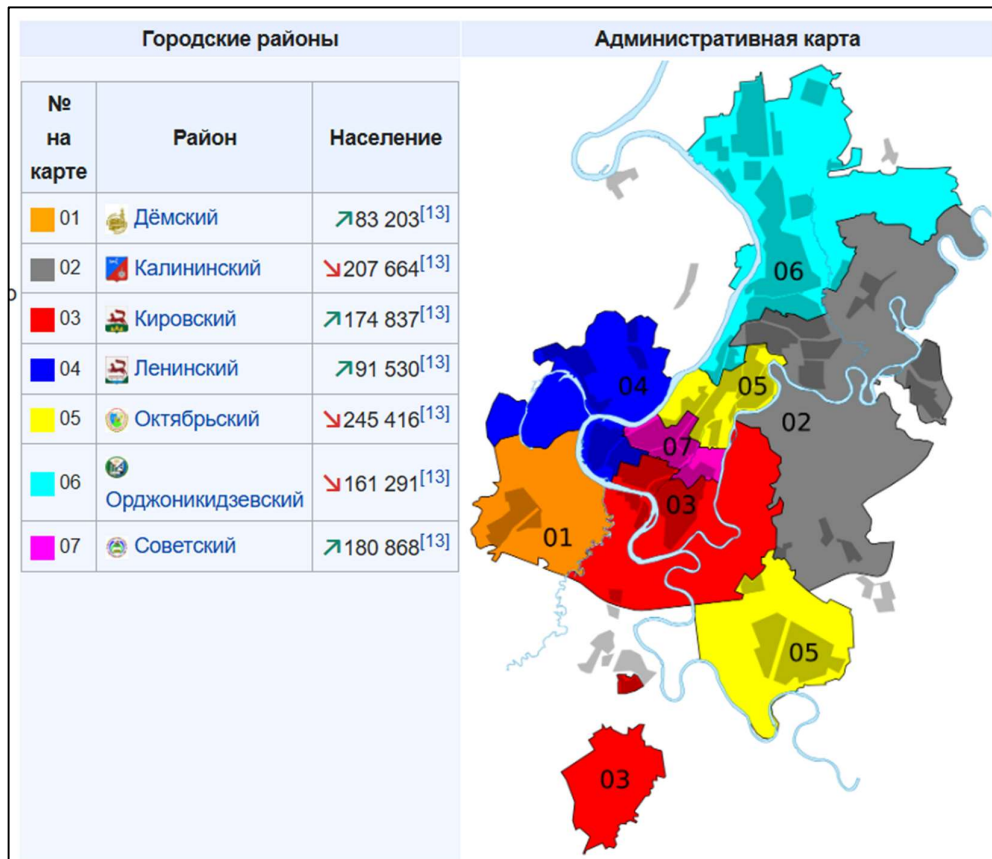 Городские районы
Административная карта
№
на
карте
Район
Население
01 Дёмский ↗83 203[13]
02 Калининский ↘207 664[13]
03 Кировский ↗174 837[13]
04 Ленинский ↗91 530[13]
05 Октябрьский ↘245 416[13]
06 Орджоникидзевский ↘161 291[13]
07 Советский ↗180 868[13]
06
04
05
02
07
03
01
05
03